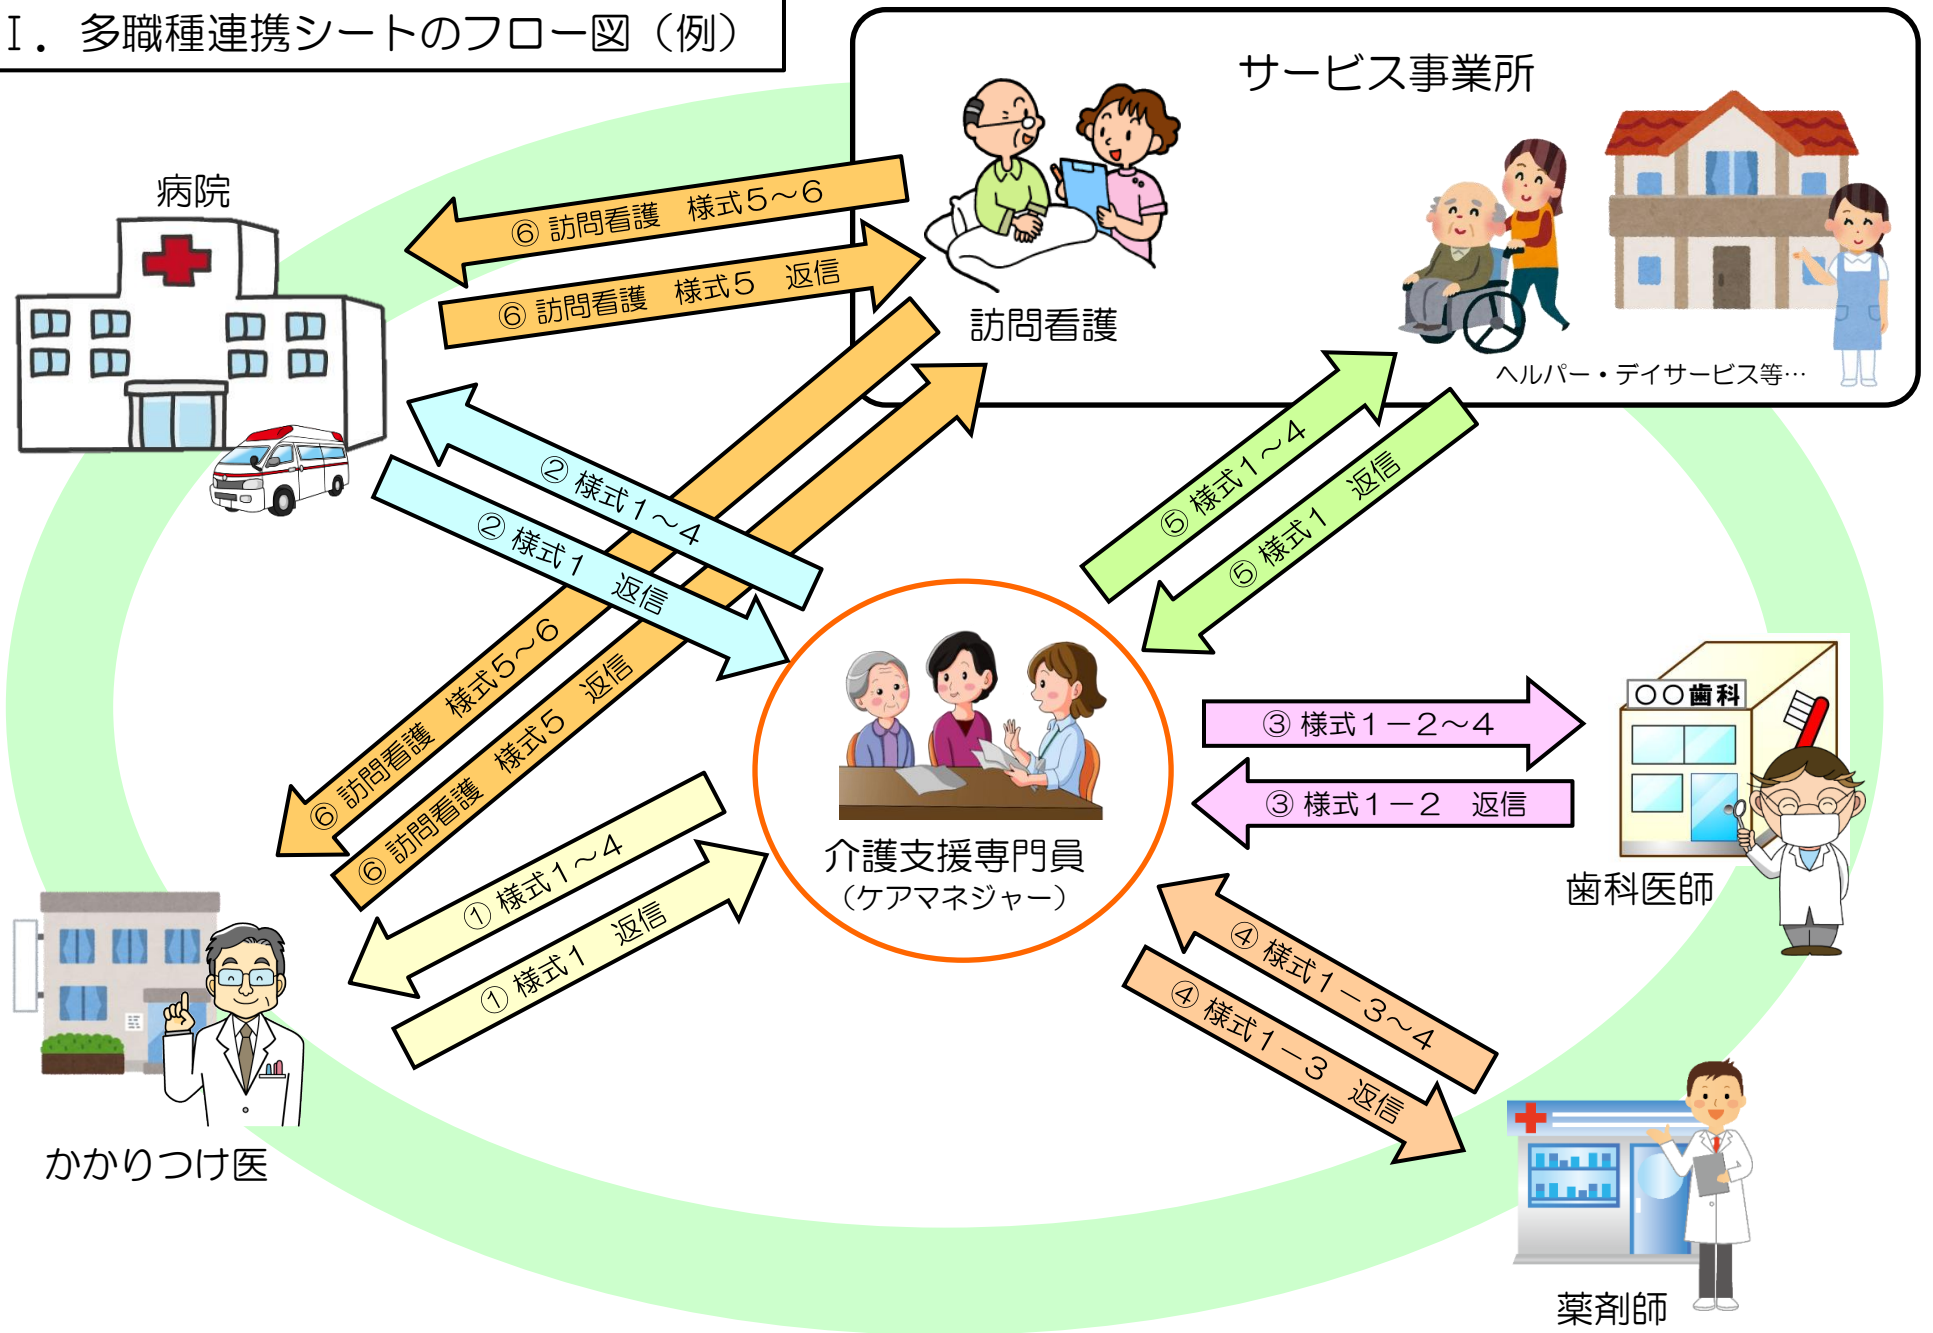 Ⅰ．多職種連携シートのフロー図（例）
サービス事業所
病院
⑥ 訪問看護　様式５～６
⑥ 訪問看護　様式５　返信
訪問看護
ヘルパー・デイサービス等…
② 様式１～４
② 様式１　返信
⑤ 様式１～４
⑤ 様式１　返信
⑥ 訪問看護　様式５～６
⑥ 訪問看護　様式５　返信
③ 様式１－２～４
③ 様式１－２　返信
〇〇歯科
歯科医師
① 様式１～４
① 様式１　返信
介護支援専門員
（ケアマネジャー）
④ 様式１－３～４
④ 様式１－３　返信
かかりつけ医
薬剤師